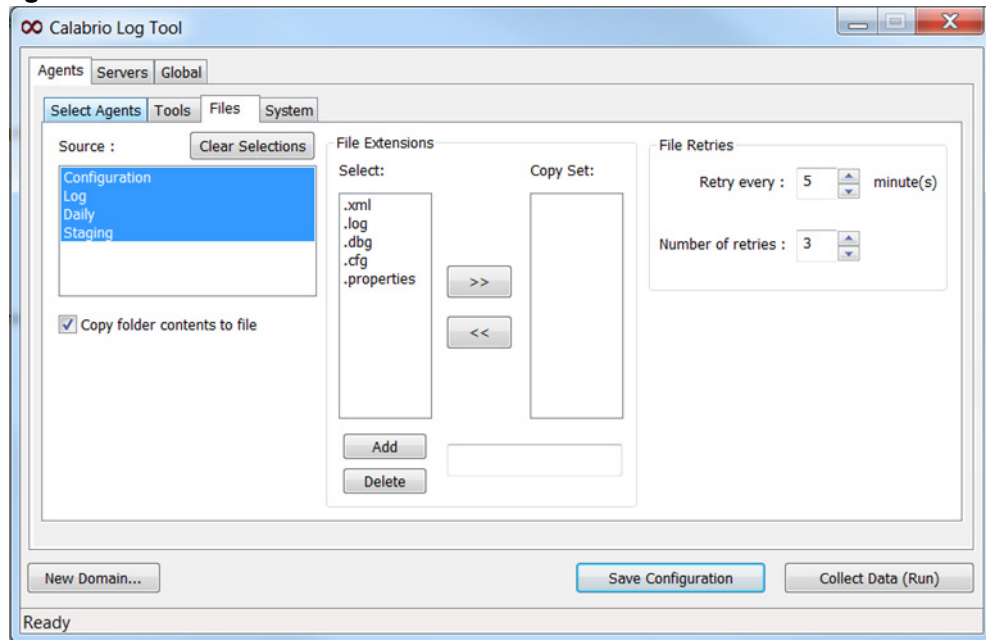 Calabrio Log Tool
Agents Servers Global
Select Agents Tools Files System
Source : Clear Selections
Configuration
Log
Daily
Staging
Copy folder contents to file
File Extensions
Select: Copy Set:
.xml
.log
.dbg
.cfg
.properties
>>
<<
Add
Delete
File Retries
Retry every : 5 minute(s)
Number of retries : 3
New Domain... Save Configuration Collect Data (Run)
Ready